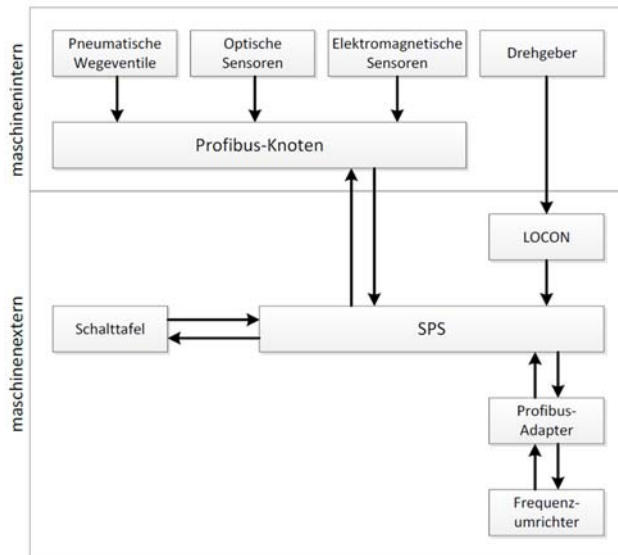 maschinenintern
Pneumatische
Wegeventile
Optische
Sensoren
Elektromagnetische
Sensoren
Drehgeber
Profibus-Knoten
maschinenextern
LOCON
Schalttafel
SPS
Profibus-
Adapter
Frequenz-
umrichter